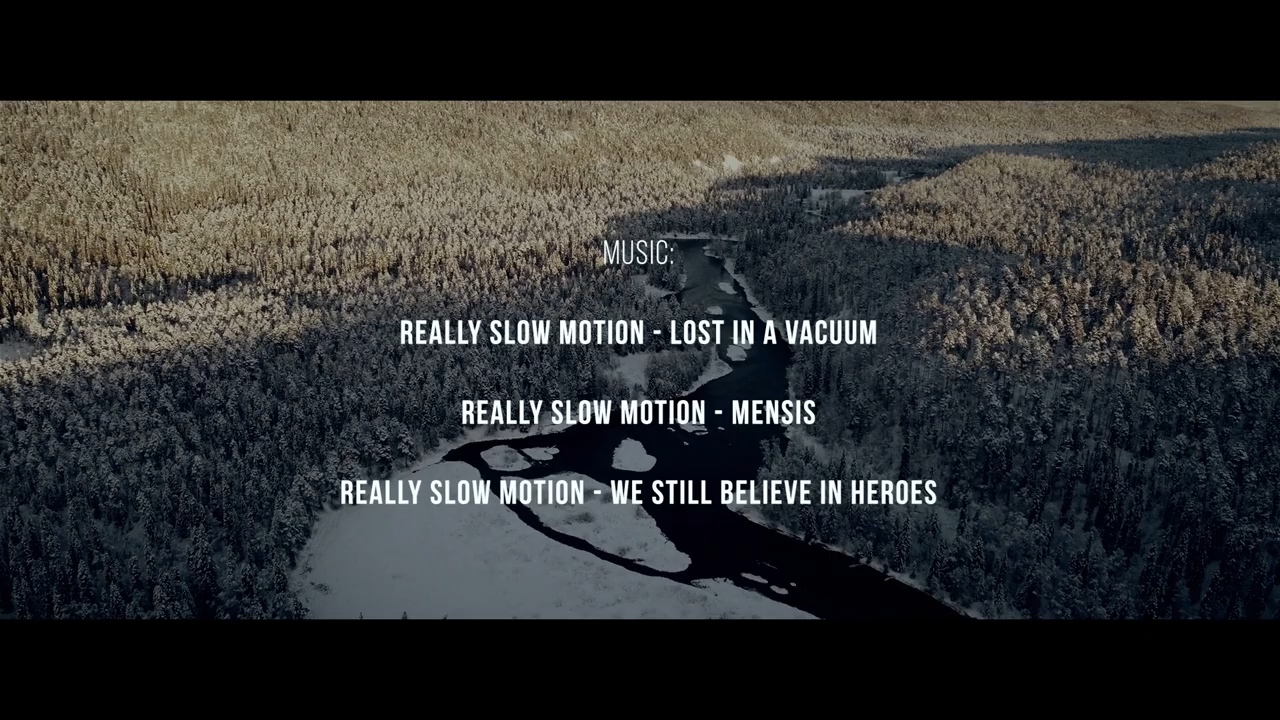 MUSIC:
REALLY SLOW MOTION - LOST IN A VACUUM
REALLY SLOW MOTION - MENSIS
REALLY SLOW MOTION - WE STILL BELIEVE IN HEROES